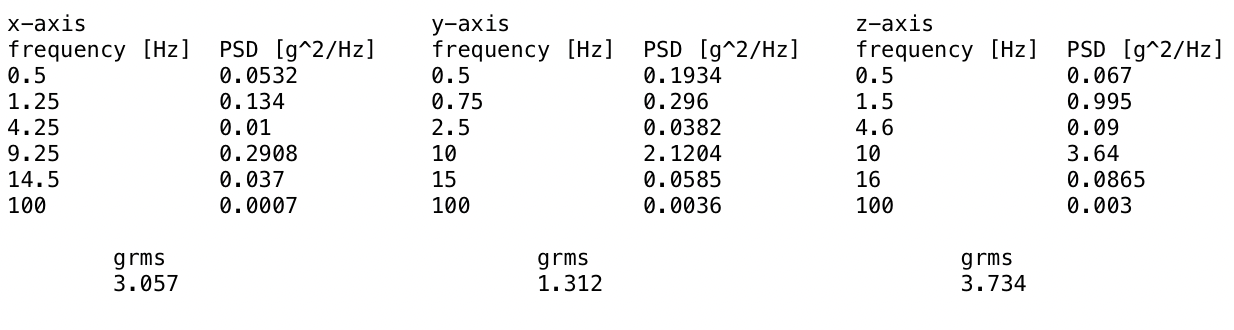 x-axis y-axis z-axis
frequency [Hz] PSD [g^2/Hz] frequency [Hz] PSD [g^2/Hz] frequency [Hz] PSD [g^2/Hz]
0.5 0.0532 0.5 0.1934 0.5 0.067
1.25 0.134 0.75 0.296 1.5 0.995
4.25 0.01 2.5 0.0382 4.6 0.09
9.25 0.2908 10 2.1204 10 3.64
14.5 0.037 15 0.0585 16 0.0865
100 0.0007 100 0.0036 100 0.003
grms grms grms
3.057 1.312 3.734